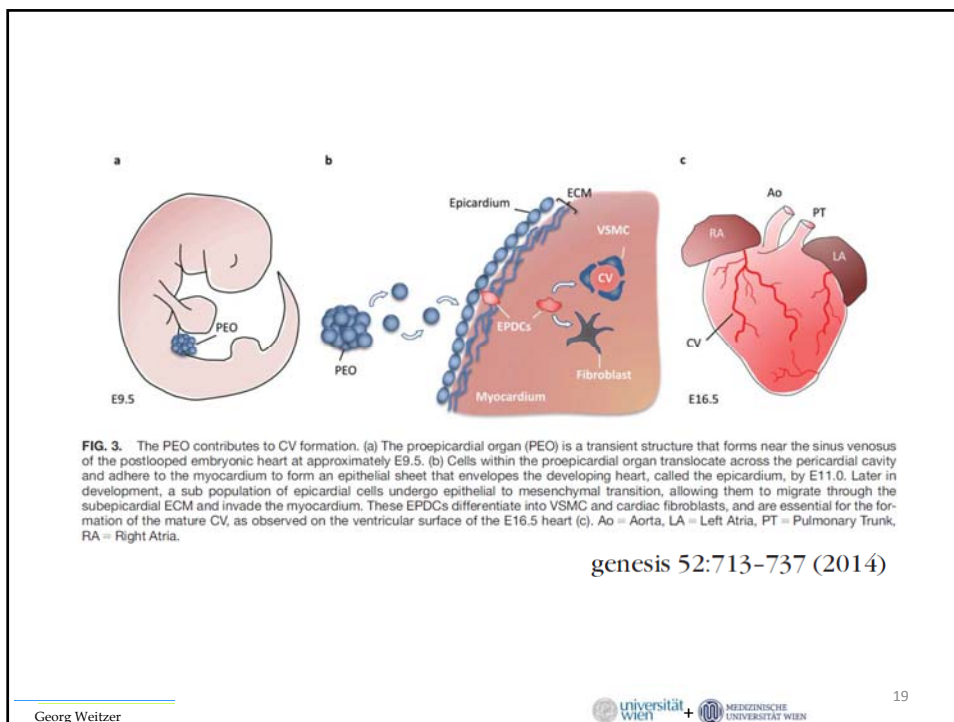 a
b
c
Epicardium
ECM
Ao
PT
RA
VSMC
LA
CV
PEO
EPDCs
CV
PEO
Fibroblast
E9.5
Myocardium
E16.5
FIG. 3. The PEO contributes to CV formation. (a) The proepicardial organ (PEO) is a transient structure that forms near the sinus venosus
of the postlooped embryonic heart at approximately E9.5. (b) Cells within the proepicardial organ translocate across the pericardial cavity
and adhere to the myocardium to form an epithelial sheet that envelopes the developing heart, called the epicardium, by E11.0. Later in
development, a sub population of epicardial cells undergo epithelial to mesenchymal transition, allowing them to migrate through the
subepicardial ECM and invade the myocardium. These EPDCs differentiate into VSMC and cardiac fibroblasts, and are essential for the for-
mation of the mature CV, as observed on the ventricular surface of the E16.5 heart (c). Ao = Aorta, LA = Left Atria, PT = Pulmonary Trunk,
RA = Right Atria.
genesis 52:713–737 (2014)
Georg Weitzer
universität
wien
+
MEDIZINISCHE
UNIVERSITÄT WIEN
19